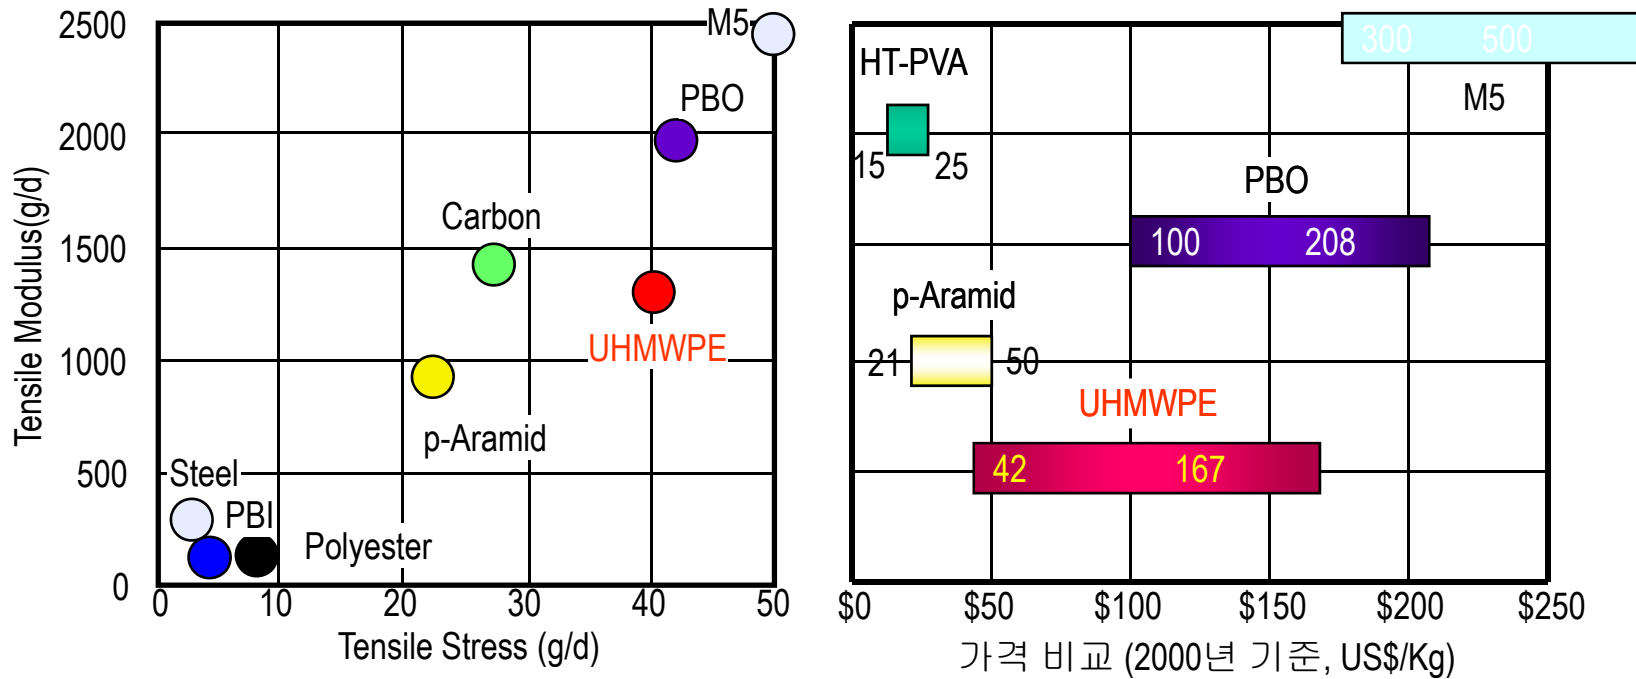 2500
2000
1500
1000
500
0
Tensile Modulus(g/d)
M5
PBO
Carbon
UHMWPE
p-Aramid
Steel
PBI
Polyester
0 10 20 30 40 50
Tensile Stress (g/d)
300 500
HT-PVA
M5
15 25
PBO
100 208
p-Aramid
21 50
UHMWPE
42 167
$0 $50 $100 $150 $200 $250
가격 비교 (2000년 기준, US$/Kg)